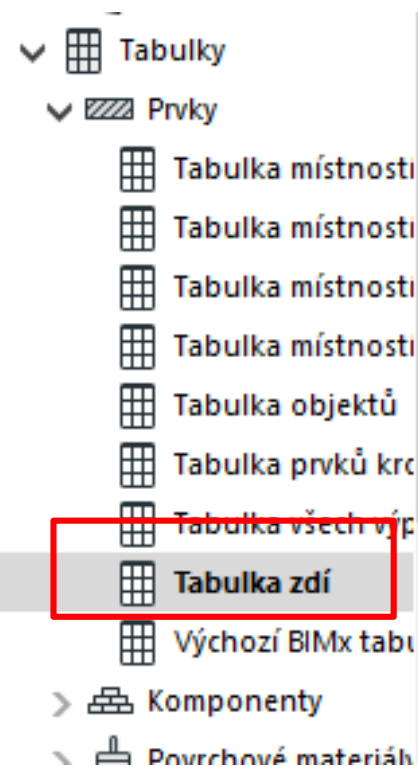 Tabulky
Prvky
Tabulka místnosti
Tabulka místnosti
Tabulka místnosti
Tabulka místnosti
Tabulka objektů
Tabulka prvků
Tabulka všech
Tabulka zdí
Výchozí BIMx
Komponenty
Povrchové materiály